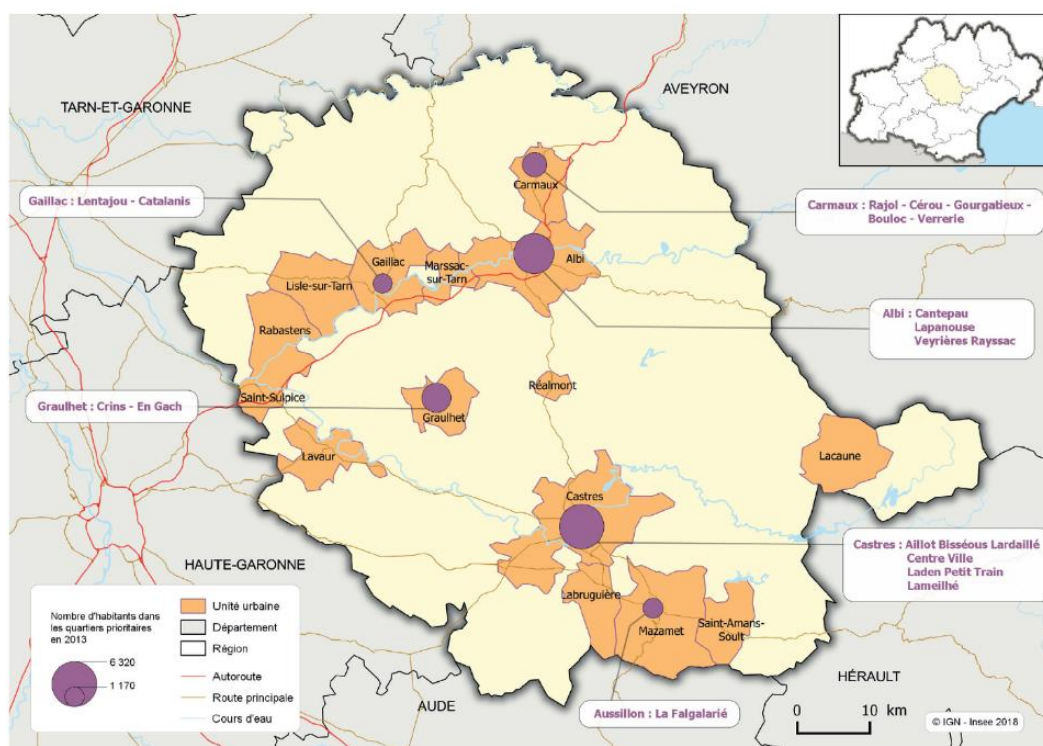 TARN-ET-GARONNE
AVEYRON
Gaillac : Lentajou - Catalanis
Carmaux
Carmaux : Rajol - Cérou - Gourgatieux -
Bouloc - Verrerie
Gaillac
Marssac-
sur-Tarn
Albi
Lisle-sur-Tarn
Rabastens
Albi : Cantepau
Lapanouse
Veyrières Rayssac
Saint-Sulpice
Réalmont
Graulhet : Crins - En Gach
Graulhet
Lavaur
Lacaune
Castres
Castres : Aillot Bisséous Lardaillé
Centre Ville
Laden Petit Train
Lameilhé
HAUTE-GARONNE
Labruguière
Mazamet
Saint-Amans-
Soult
Nombre d'habitants dans
les quartiers prioritaires
en 2013
6 320
1 170
Unité urbaine
Département
Région
Autoroute
Route principale
Cours d'eau
AUDE
HÉRAULT
Aussillon : La Falgalarié
0 10 km
© IGN - Insee 2018